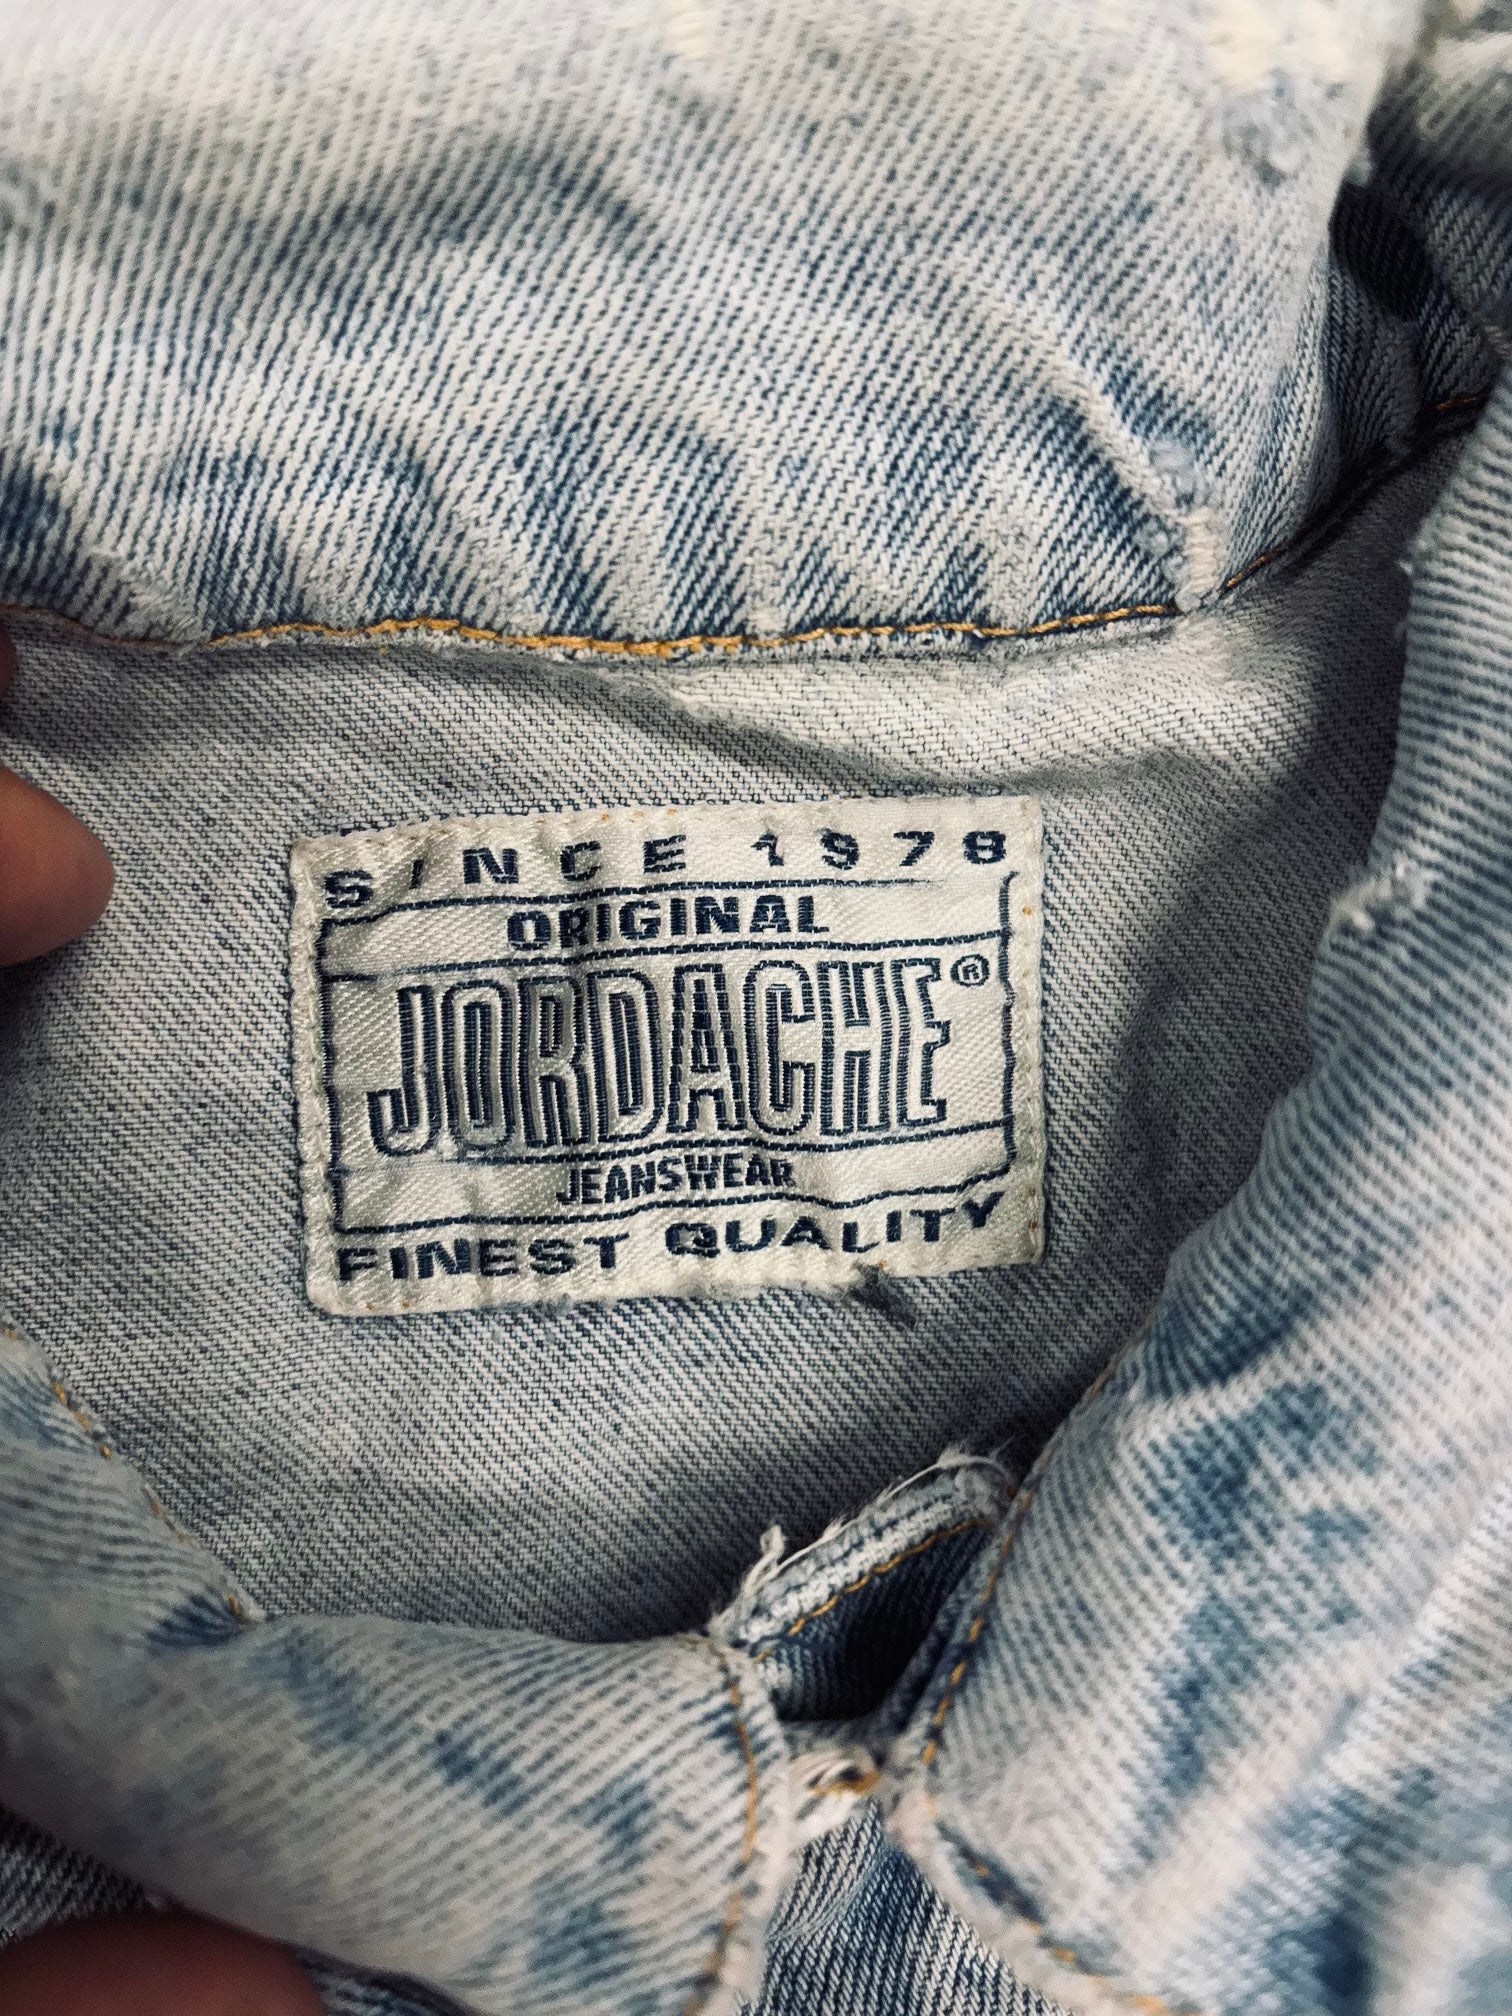 SINCE 1978
ORIGINAL
JORDACHE®
JEANSWEAR
FINEST QUALITY